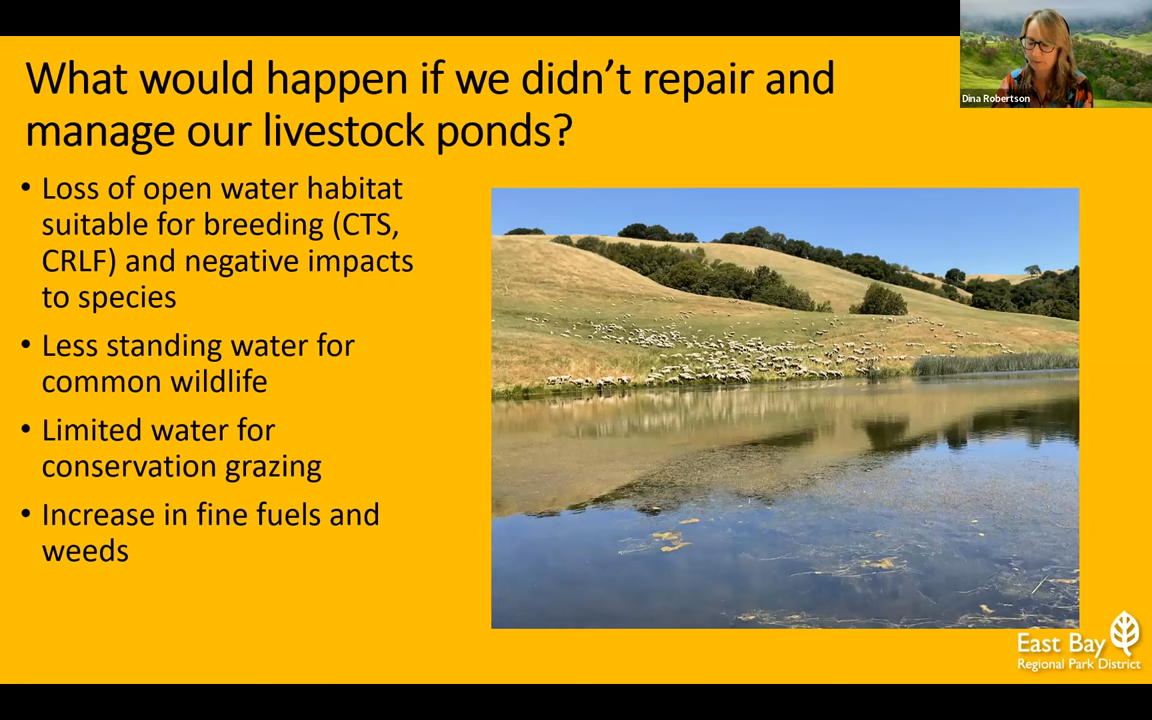 What would happen if we didn’t repair and
manage our livestock ponds?
Dina Robertson
• Loss of open water habitat
suitable for breeding (CTS,
CRLF) and negative impacts
to species
• Less standing water for
common wildlife
• Limited water for
conservation grazing
• Increase in fine fuels and
weeds
East Bay
Regional Park District